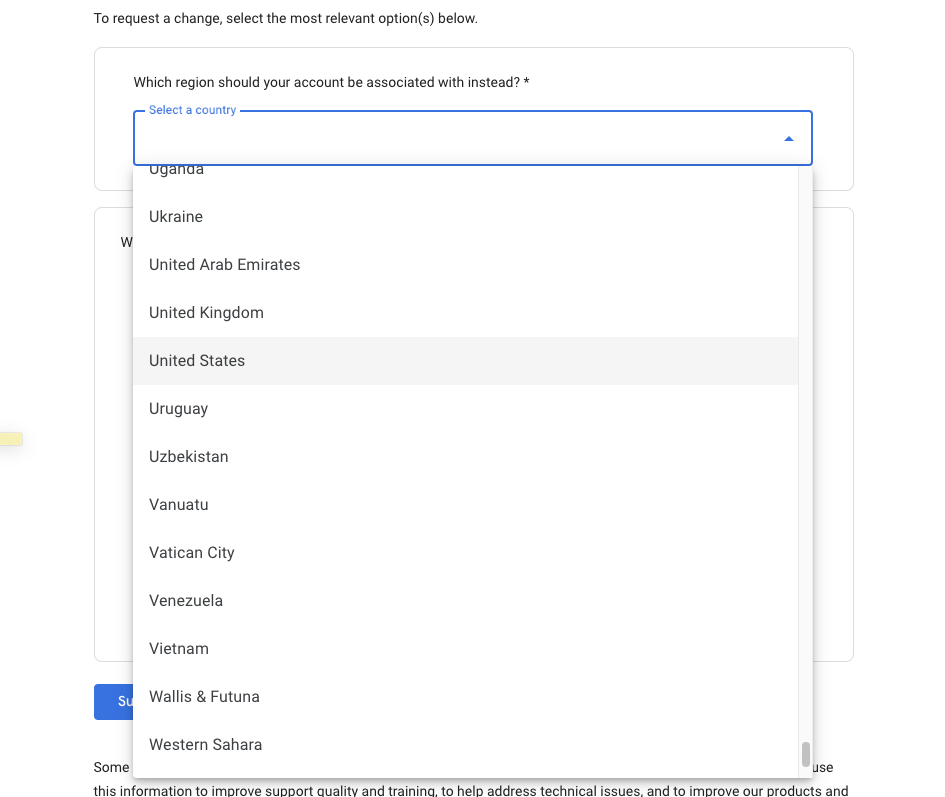 To request a change, select the most relevant option(s) below.
Which region should your account be associated with instead? *
Select a country
Uganda
Ukraine
United Arab Emirates
United Kingdom
United States
Uruguay
Uzbekistan
Vanuatu
Vatican City
Venezuela
Vietnam
Wallis & Futuna
Western Sahara
Some use
this information to improve support quality and training, to help address technical issues, and to improve our products and